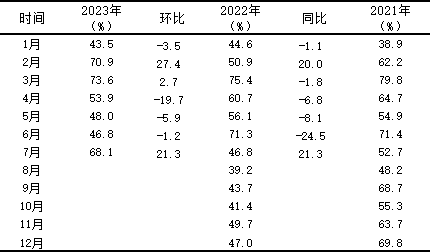 时间 2023年（%） 环比 2022年（%） 同比 2021年（%）
1月 43.5 -3.5 44.6 -1.1 38.9
2月 70.9 27.4 50.9 20.0 62.2
3月 73.6 2.7 75.4 -1.8 79.8
4月 53.9 -19.7 60.7 -6.8 64.7
5月 48.0 -5.9 56.1 -8.1 54.9
6月 46.8 -1.2 71.3 -24.5 71.4
7月 68.1 21.3 46.8 21.3 52.7
8月 39.2 48.2
9月 43.7 68.7
10月 41.4 55.3
11月 49.7 63.7
12月 47.0 69.8